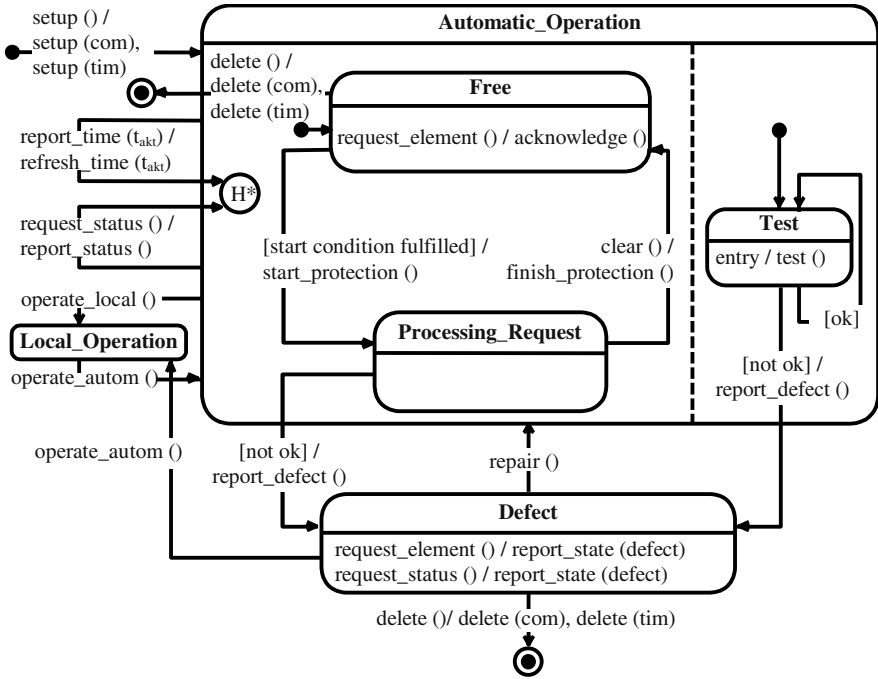 setup () /
setup (com),
setup (tim)
Automatic_Operation
delete () /
delete (com),
delete (tim)
Free
request_element () / acknowledge ()
report_time (takt) /
refresh_time (takt)
H*
request_status () /
report_status ()
[start condition fulfilled] /
start_protection ()
clear () /
finish_protection ()
Test
entry / test ()
[ok]
operate_local ()
Local_Operation
operate_autom ()
Processing_Request
[not ok] /
report_defect ()
operate_autom ()
[not ok] /
report_defect ()
repair ()
Defect
request_element () / report_state (defect)
request_status () / report_state (defect)
delete ()/ delete (com), delete (tim)